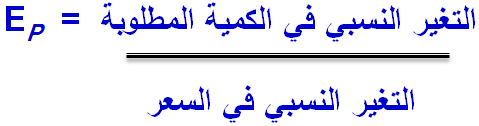 E_P = التغير النسبي في الكمية المطلوبة
التغير النسبي في السعر